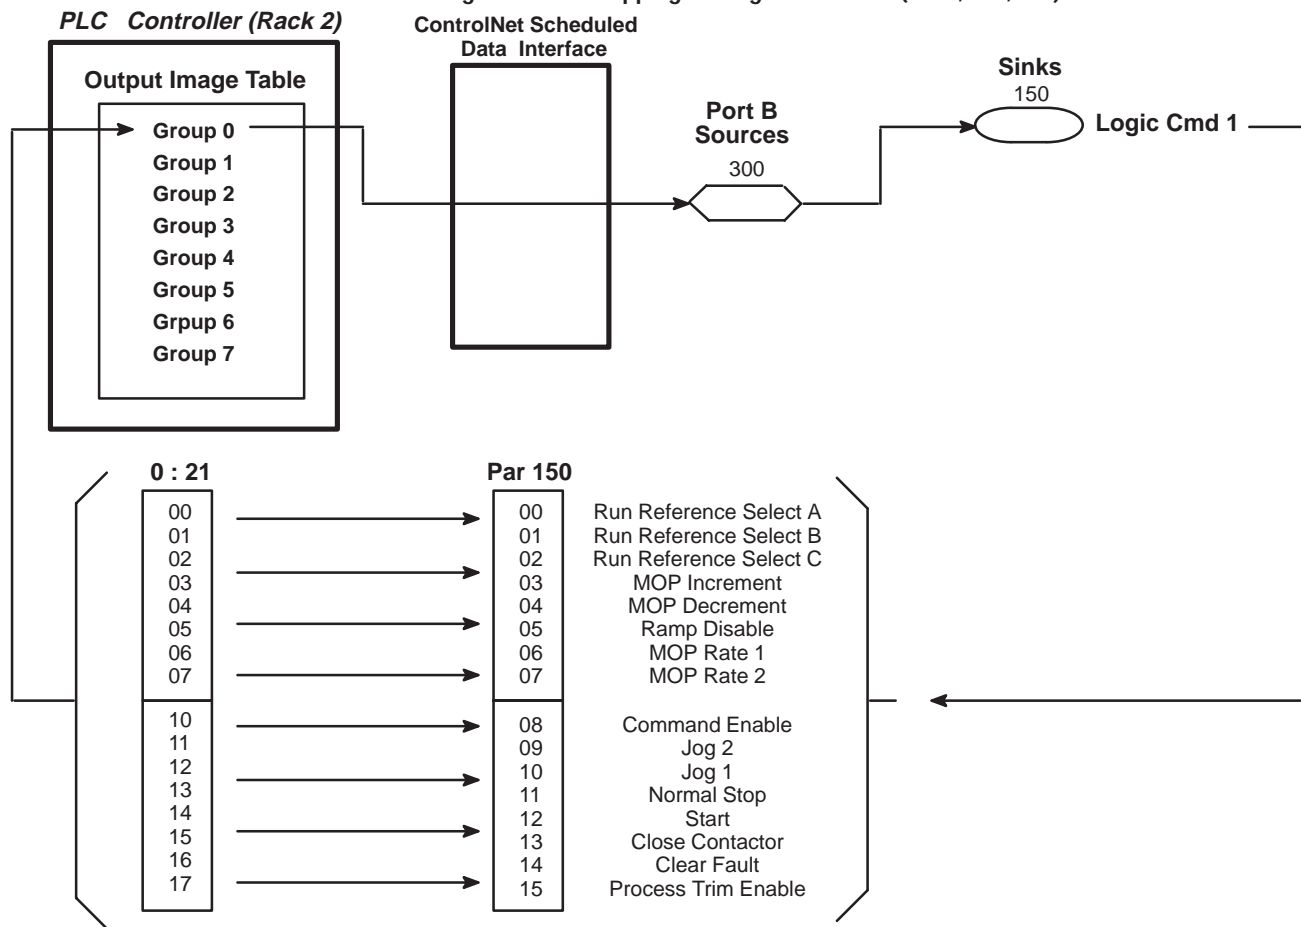 PLC Controller (Rack 2)
ControlNet Scheduled
Data Interface
Output Image Table
Group 0
Group 1
Group 2
Group 3
Group 4
Group 5
Grpup 6
Group 7
Port B
Sources
300
Sinks
150
Logic Cmd 1
0 : 21
Par 150
00 00 Run Reference Select A
01 01 Run Reference Select B
02 02 Run Reference Select C
03 03 MOP Increment
04 04 MOP Decrement
05 05 Ramp Disable
06 06 MOP Rate 1
07 07 MOP Rate 2
10 08 Command Enable
11 09 Jog 2
12 10 Jog 1
13 11 Normal Stop
14 12 Start
15 13 Close Contactor
16 14 Clear Fault
17 15 Process Trim Enable